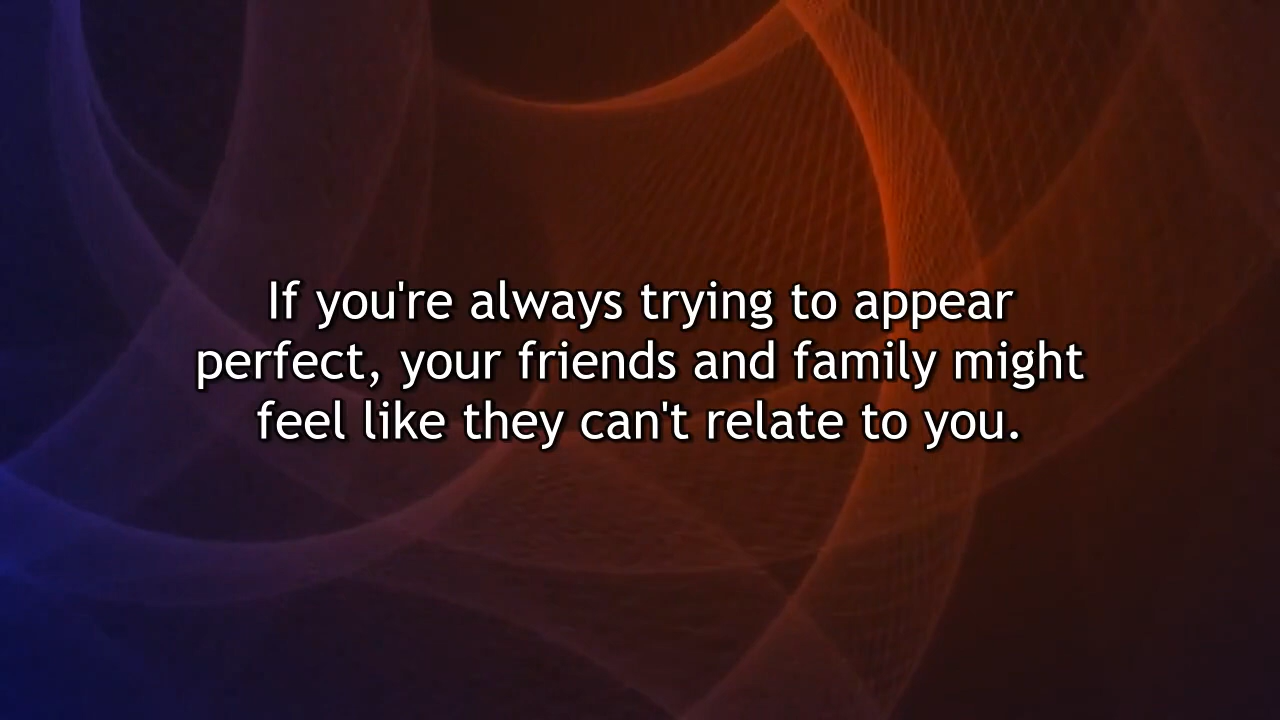 If you're always trying to appear
perfect, your friends and family might
feel like they can't relate to you.